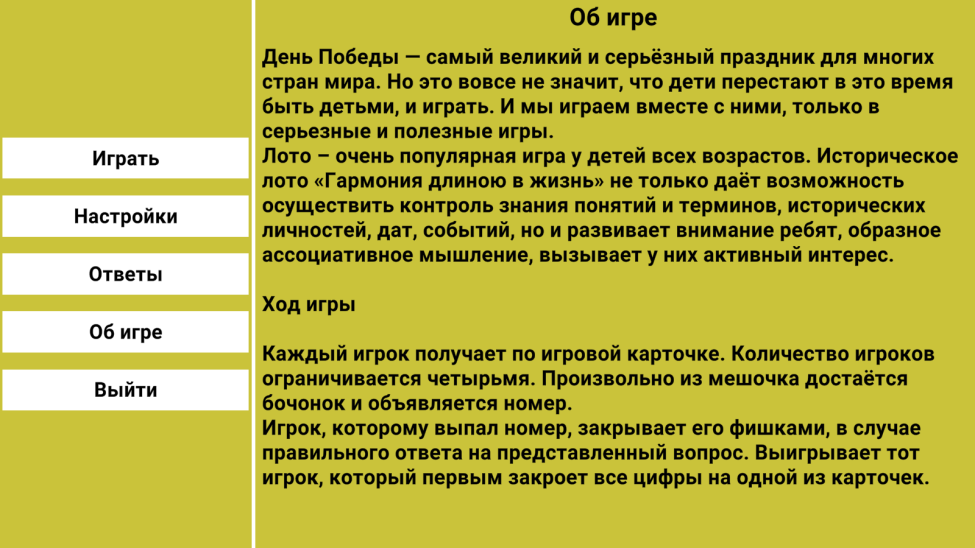 Играть
Настройки
Ответы
Об игре
Выйти
Об игре
День Победы — самый великий и серьёзный праздник для многих
стран мира. Но это вовсе не значит, что дети перестают в это время
быть детьми, и играть. И мы играем вместе с ними, только в
серьезные и полезные игры.
Лото – очень популярная игра у детей всех возрастов. Историческое
лото «Гармония длиною в жизнь» не только даёт возможность
осуществить контроль знания понятий и терминов, исторических
личностей, дат, событий, но и развивает внимание ребят, образное
ассоциативное мышление, вызывает у них активный интерес.
Ход игры
Каждый игрок получает по игровой карточке. Количество игроков
ограничивается четырьмя. Произвольно из мешочка достаётся
бочонок и объявляется номер.
Игрок, которому выпал номер, закрывает его фишками, в случае
правильного ответа на представленный вопрос. Выигрывает тот
игрок, который первым закроет все цифры на одной из карточек.